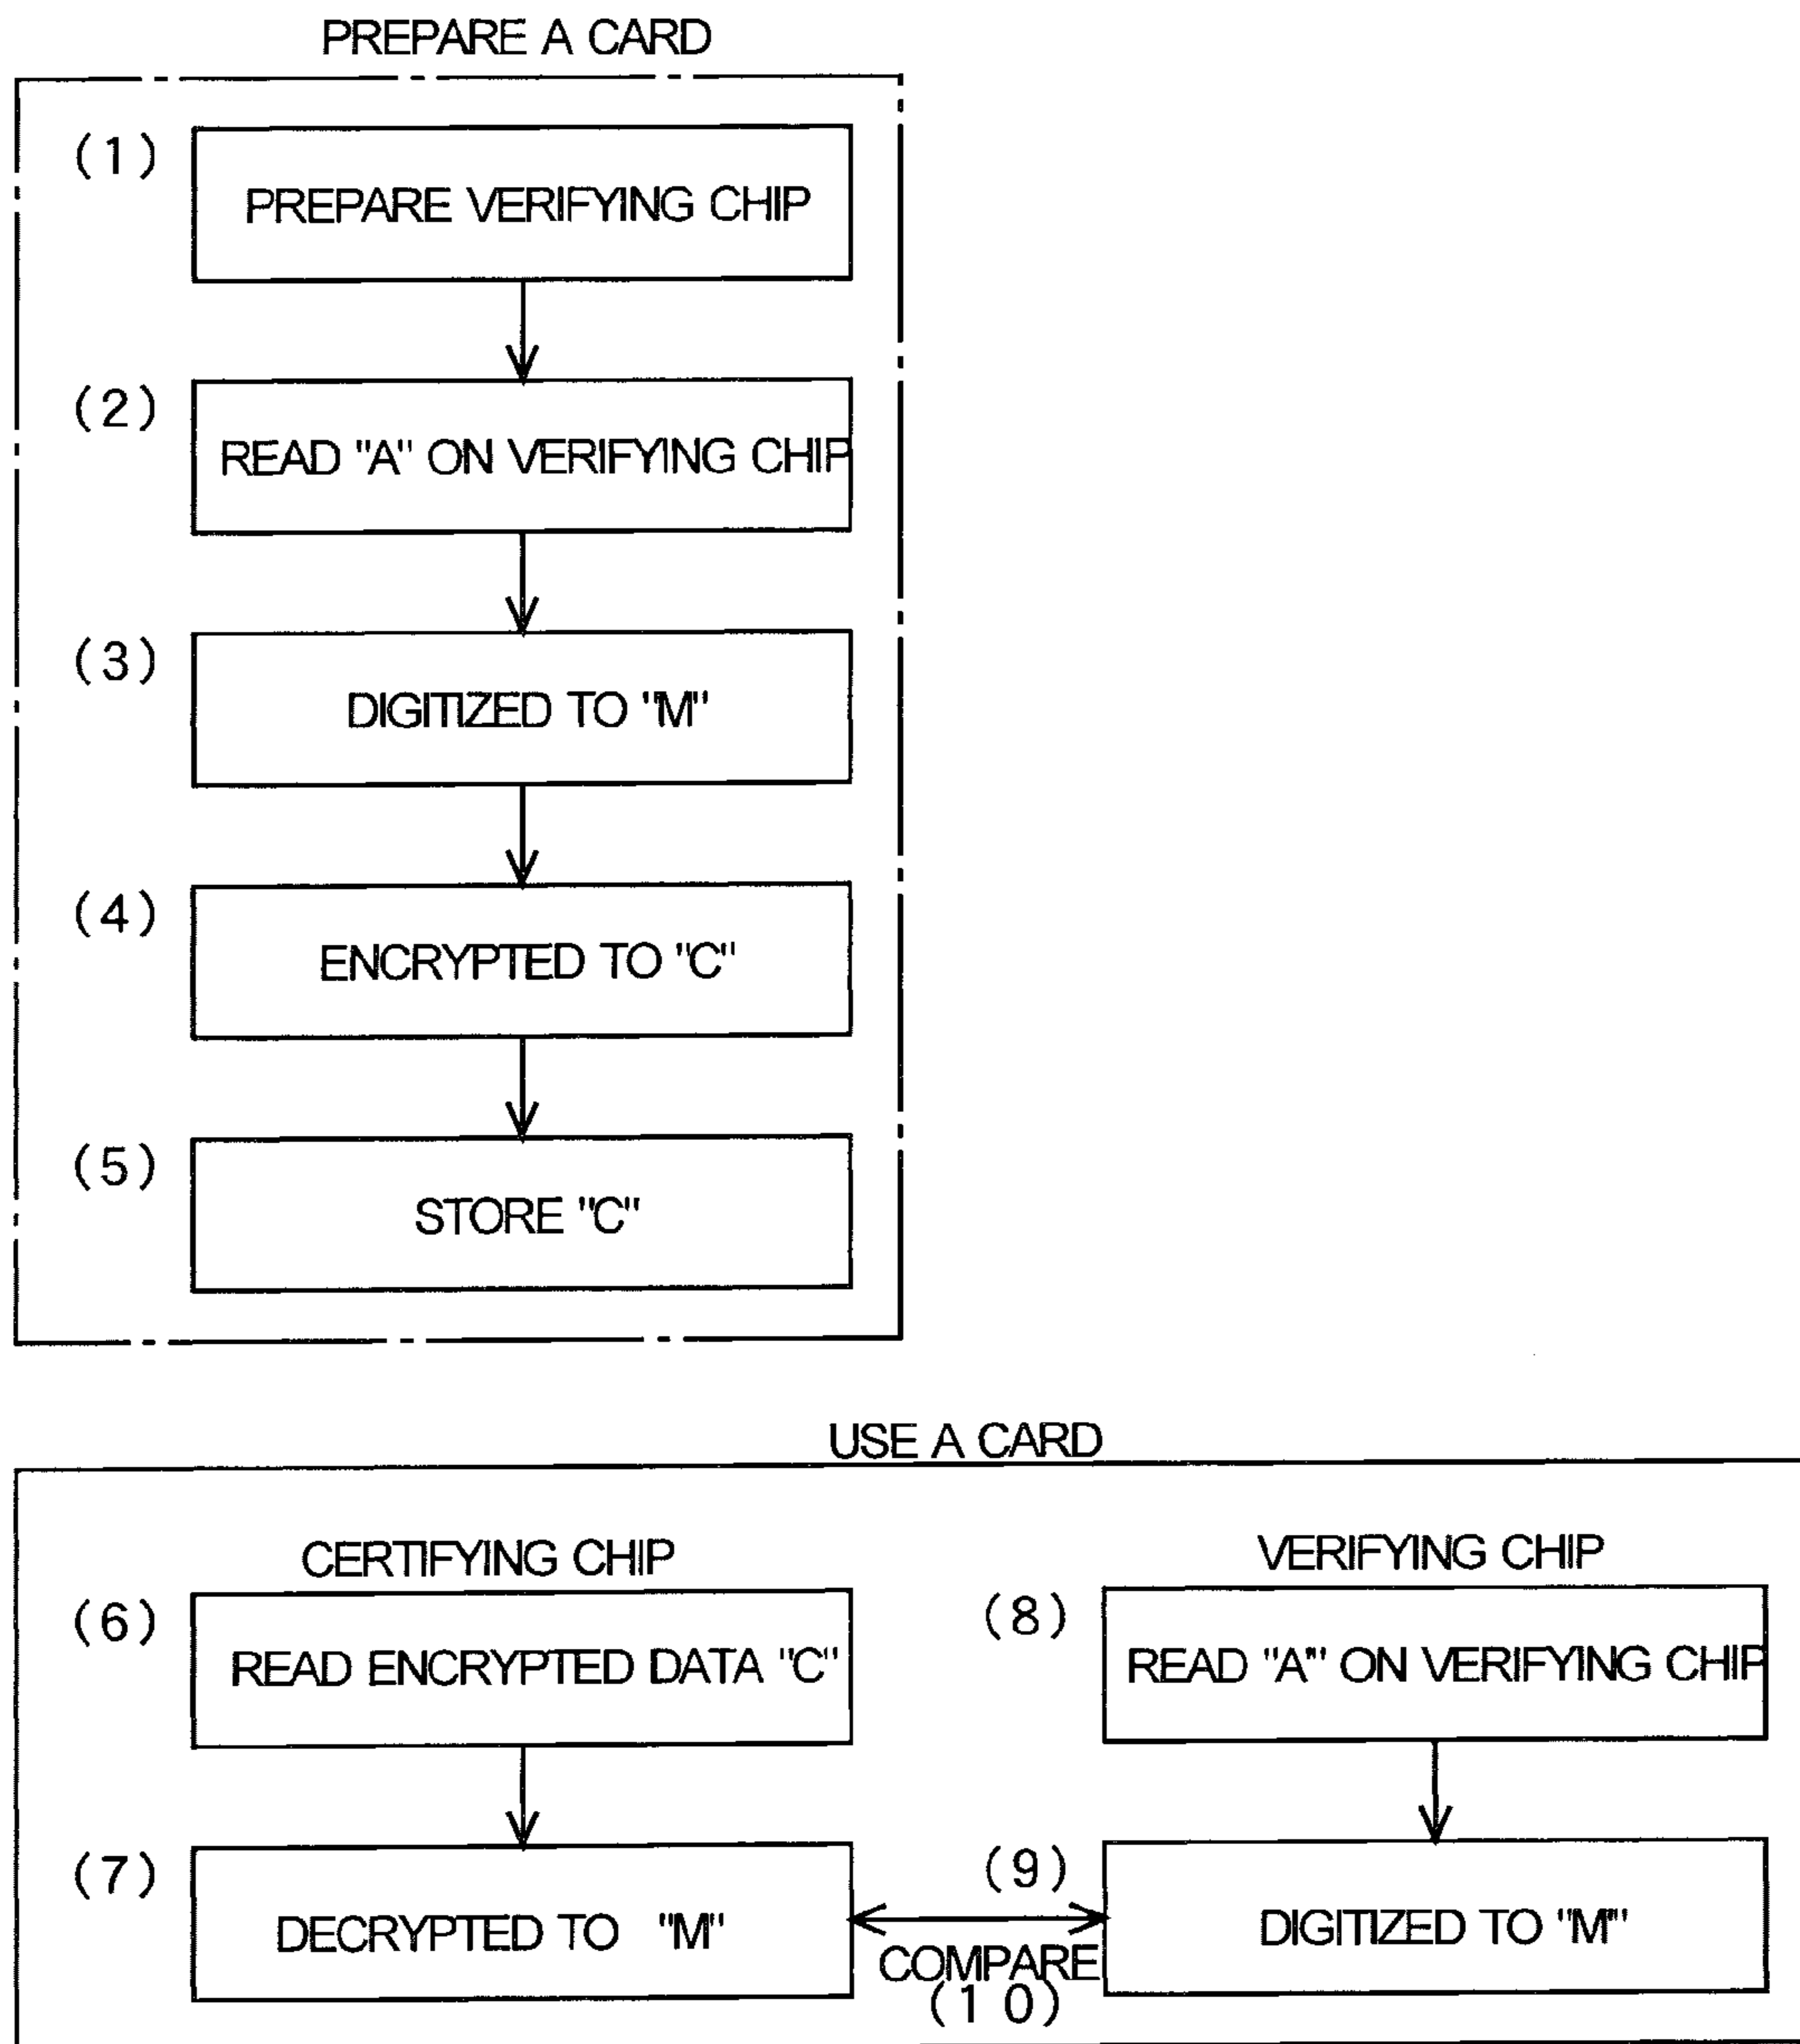 PREPARE A CARD
(1)
PREPARE VERIFYING CHIP
(2)
READ "A" ON VERIFYING CHIP
(3)
DIGITIZED TO "M"
(4)
ENCRYPTED TO "C"
(5)
STORE "C"
USE A CARD
CERTIFYING CHIP
(6)
READ ENCRYPTED DATA "C"
(7)
DECRYPTED TO "M"
VERIFYING CHIP
(8)
READ "A'" ON VERIFYING CHIP
(9)
DIGITIZED TO "M'"
COMPARE
(10)